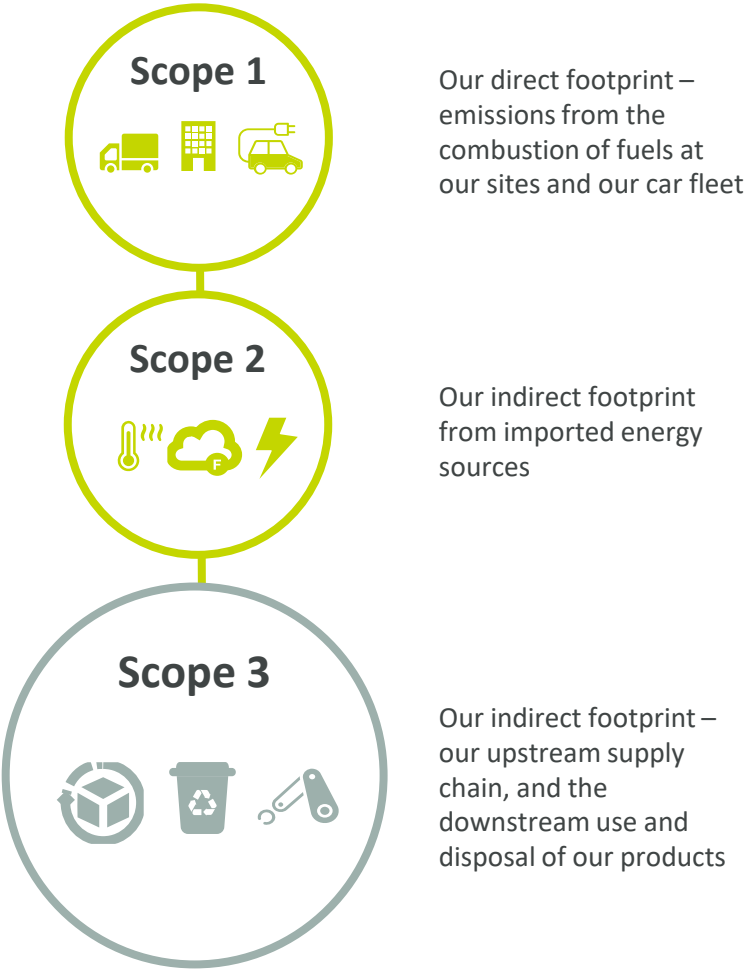 Scope 1
Our direct footprint –
emissions from the
combustion of fuels at
our sites and our car fleet
Scope 2
F
Our indirect footprint
from imported energy
sources
Scope 3
Our indirect footprint –
our upstream supply
chain, and the
downstream use and
disposal of our products